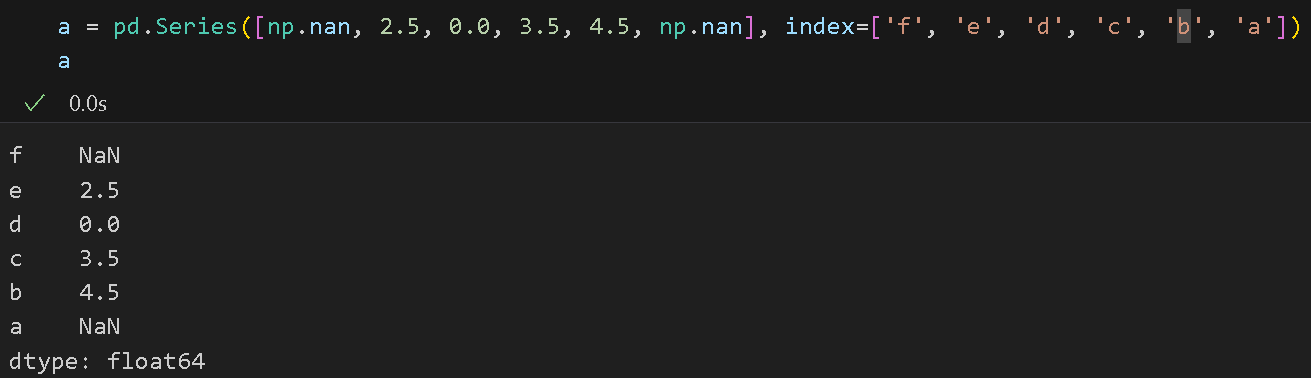 a = pd.Series([np.nan, 2.5, 0.0, 3.5, 4.5, np.nan], index=['f', 'e', 'd', 'c', 'b', 'a'])
a
✓ 0.0s
f    NaN
e    2.5
d    0.0
c    3.5
b    4.5
a    NaN
dtype: float64